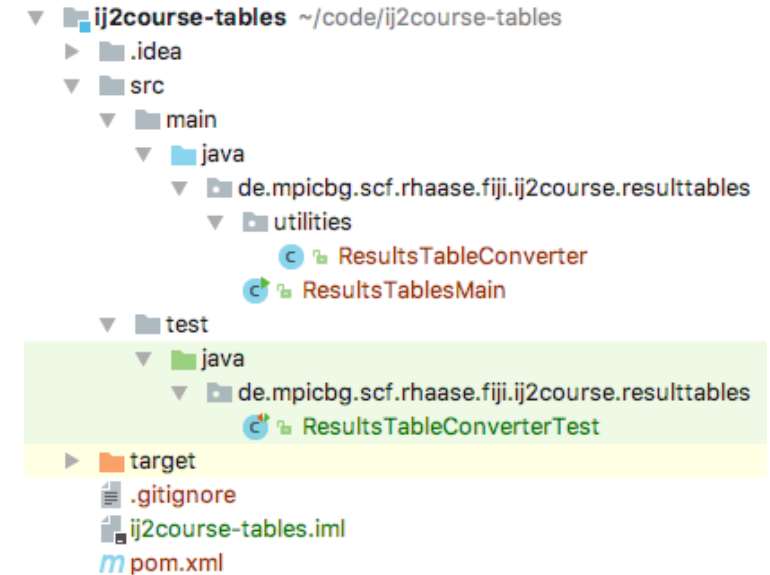 ij2course-tables ~/code/ij2course-tables
.idea
src
main
java
de.mpicbg.scf.rhaase.fiji.ij2course.resulttables
utilities
ResultsTableConverter
ResultsTablesMain
test
java
de.mpicbg.scf.rhaase.fiji.ij2course.resulttables
ResultsTableConverterTest
target
.gitignore
ij2course-tables.iml
pom.xml